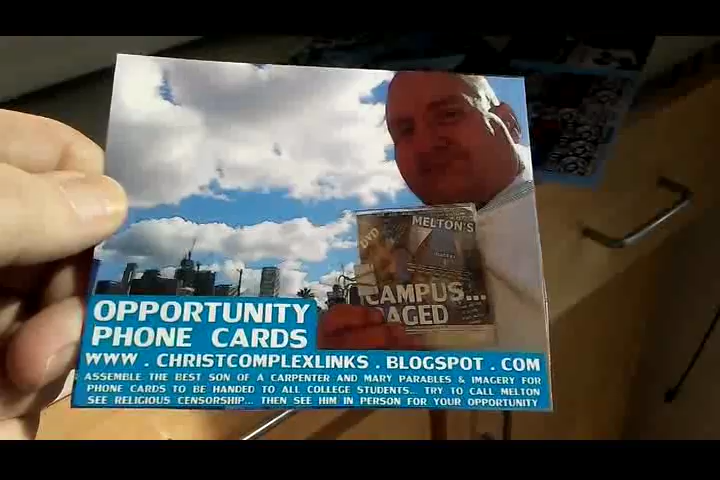 DVD
MELTON'S
CAMPUS...
AGED
OPPORTUNITY
PHONE CARDS
WWW . CHRISTCOMPLEXLINKS . BLOGSPOT . COM
ASSEMBLE THE BEST SON OF A CARPENTER AND MARY PARABLES & IMAGERY FOR
PHONE CARDS TO BE HANDED TO ALL COLLEGE STUDENTS.. TRY TO CALL MELTON
SEE RELIGIOUS CENSORSHIP... THEN SEE HIM IN PERSON FOR YOUR OPPORTUNITY